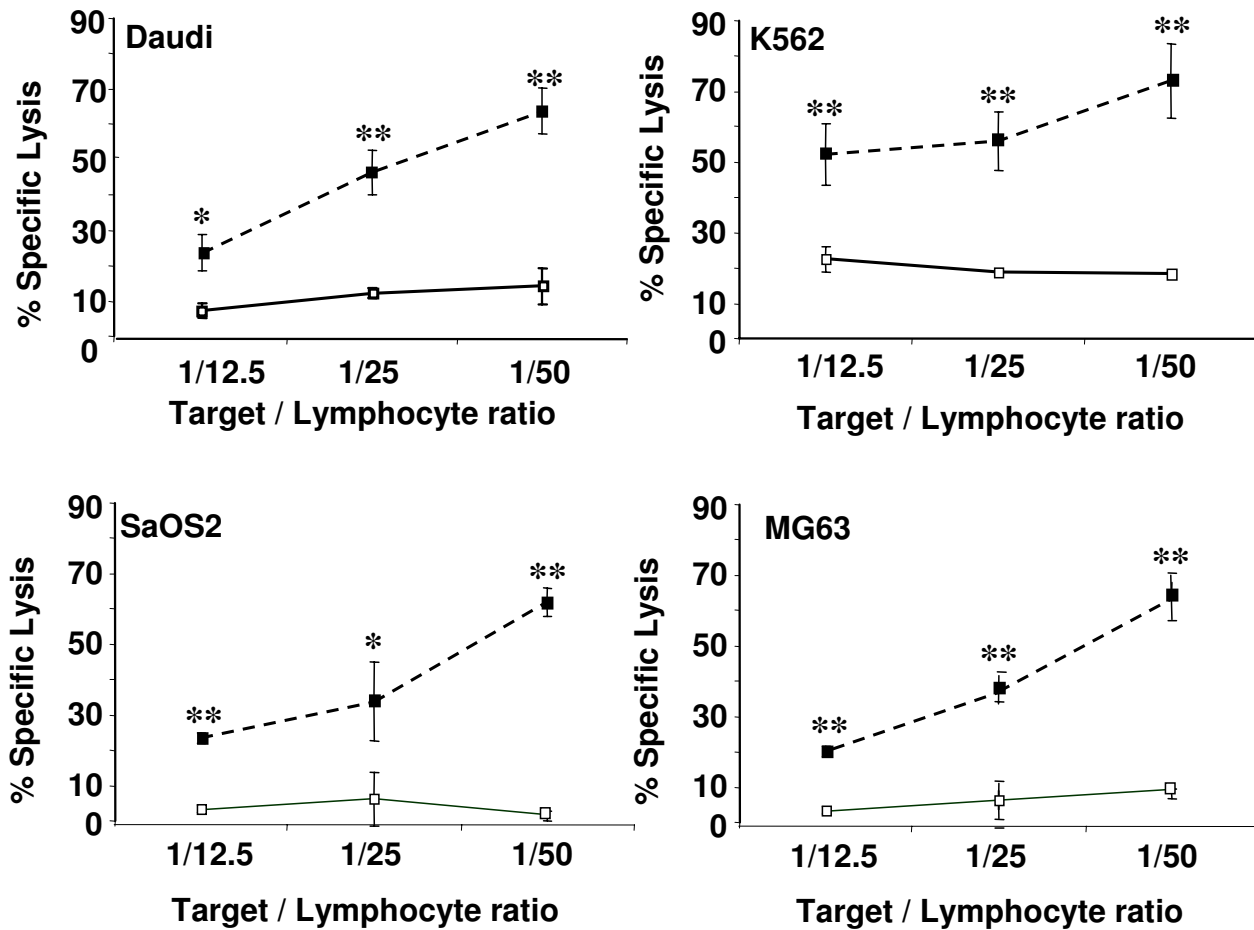 Daudi
% Specific Lysis
90
70
50
30
10
0
*
**
**
1/12.5 1/25 1/50
Target / Lymphocyte ratio
K562
% Specific Lysis
90
70
50
30
10
0
**
**
**
1/12.5 1/25 1/50
Target / Lymphocyte ratio
SaOS2
% Specific Lysis
90
70
50
30
10
0
**
*
**
1/12.5 1/25 1/50
Target / Lymphocyte ratio
MG63
% Specific Lysis
90
70
50
30
10
0
**
**
**
1/12.5 1/25 1/50
Target / Lymphocyte ratio